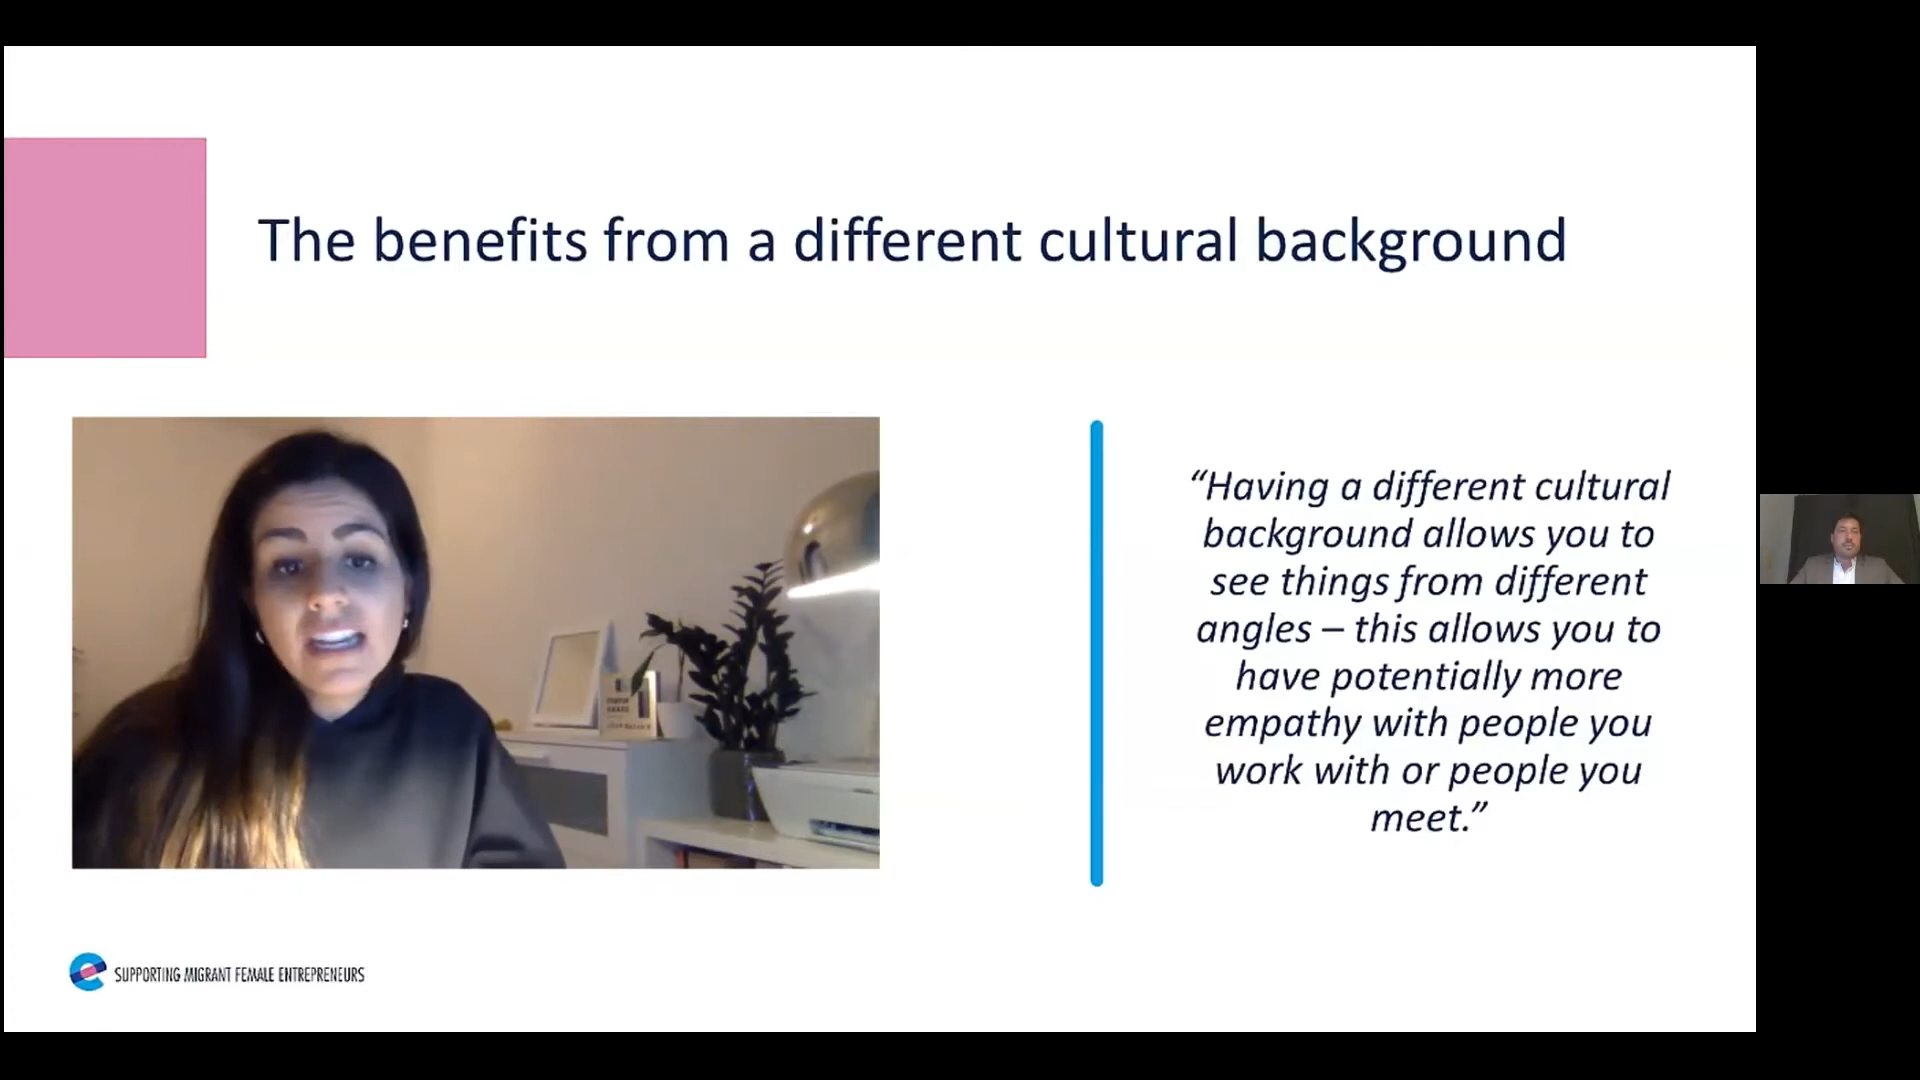 The benefits from a different cultural background
“Having a different cultural
background allows you to
see things from different
angles – this allows you to
have potentially more
empathy with people you
work with or people you
meet.”
SUPPORTING MIGRANT FEMALE ENTREPRENEURS